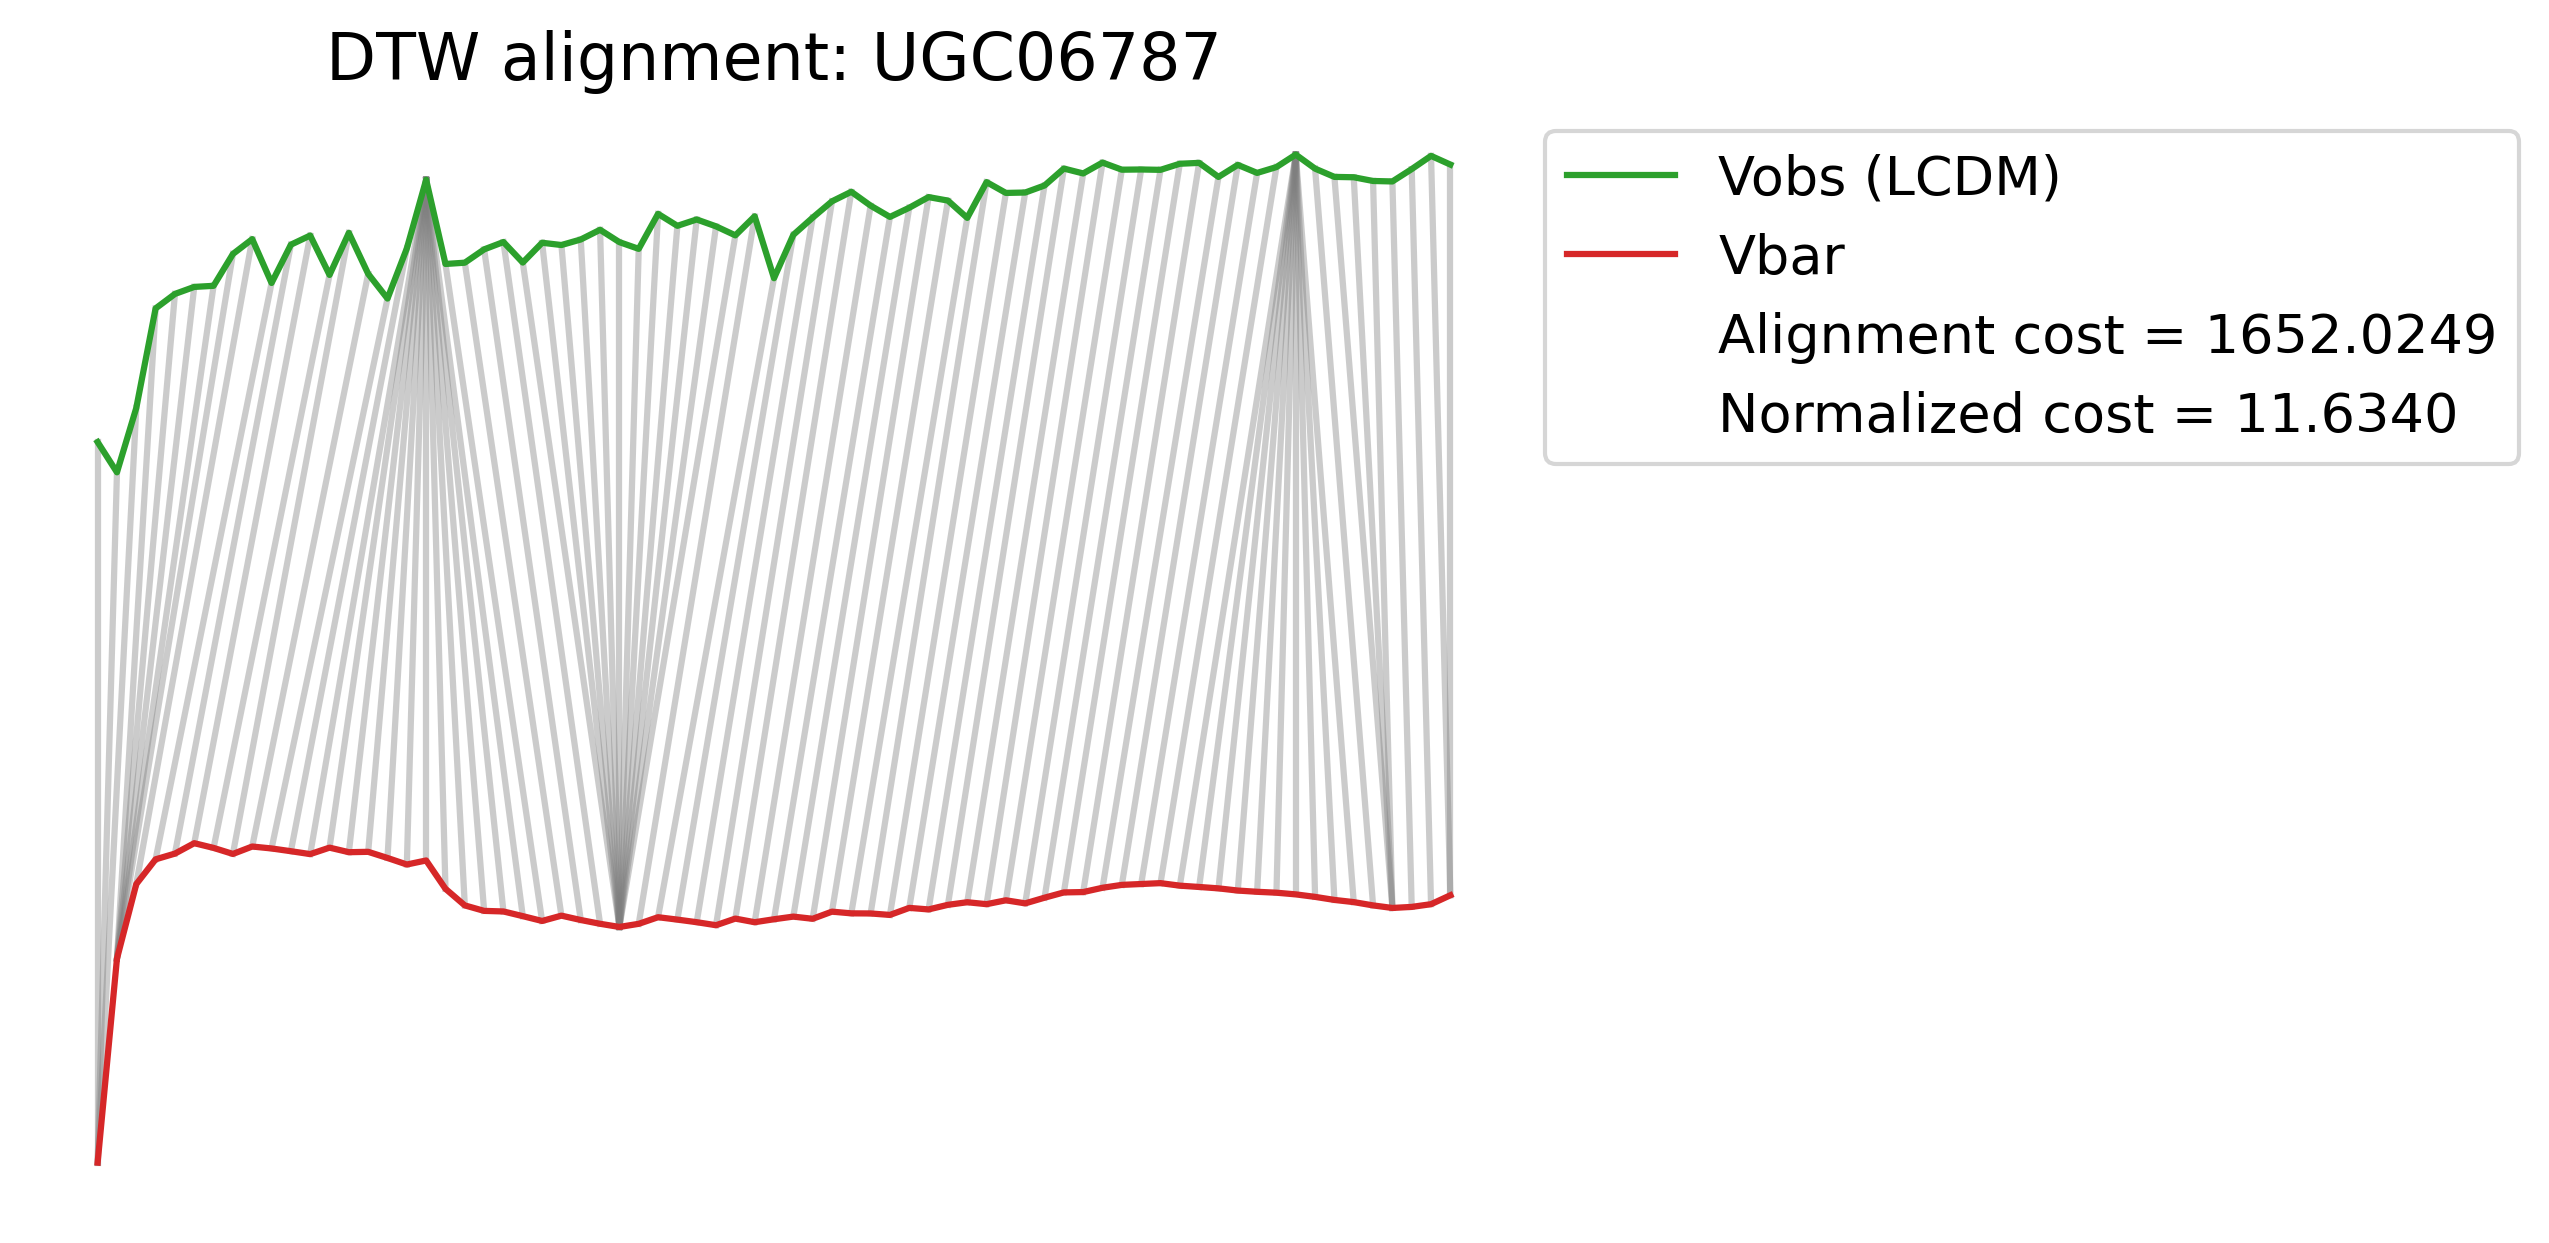 DTW alignment: UGC06787
Vobs (LCDM)
Vbar
Alignment cost = 1652.0249
Normalized cost = 11.6340